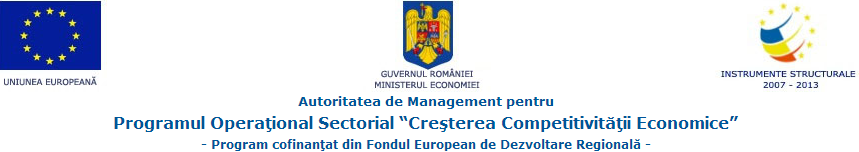 UNIUNEA EUROPEANĂ
GUVERNUL ROMÂNIEI
MINISTERUL ECONOMIEI
INSTRUMENTE STRUCTURALE
2007 - 2013
Autoritatea de Management pentru
Programul Operaţional Sectorial “Creşterea Competitivităţii Economice”
- Program cofinanţat din Fondul European de Dezvoltare Regională -